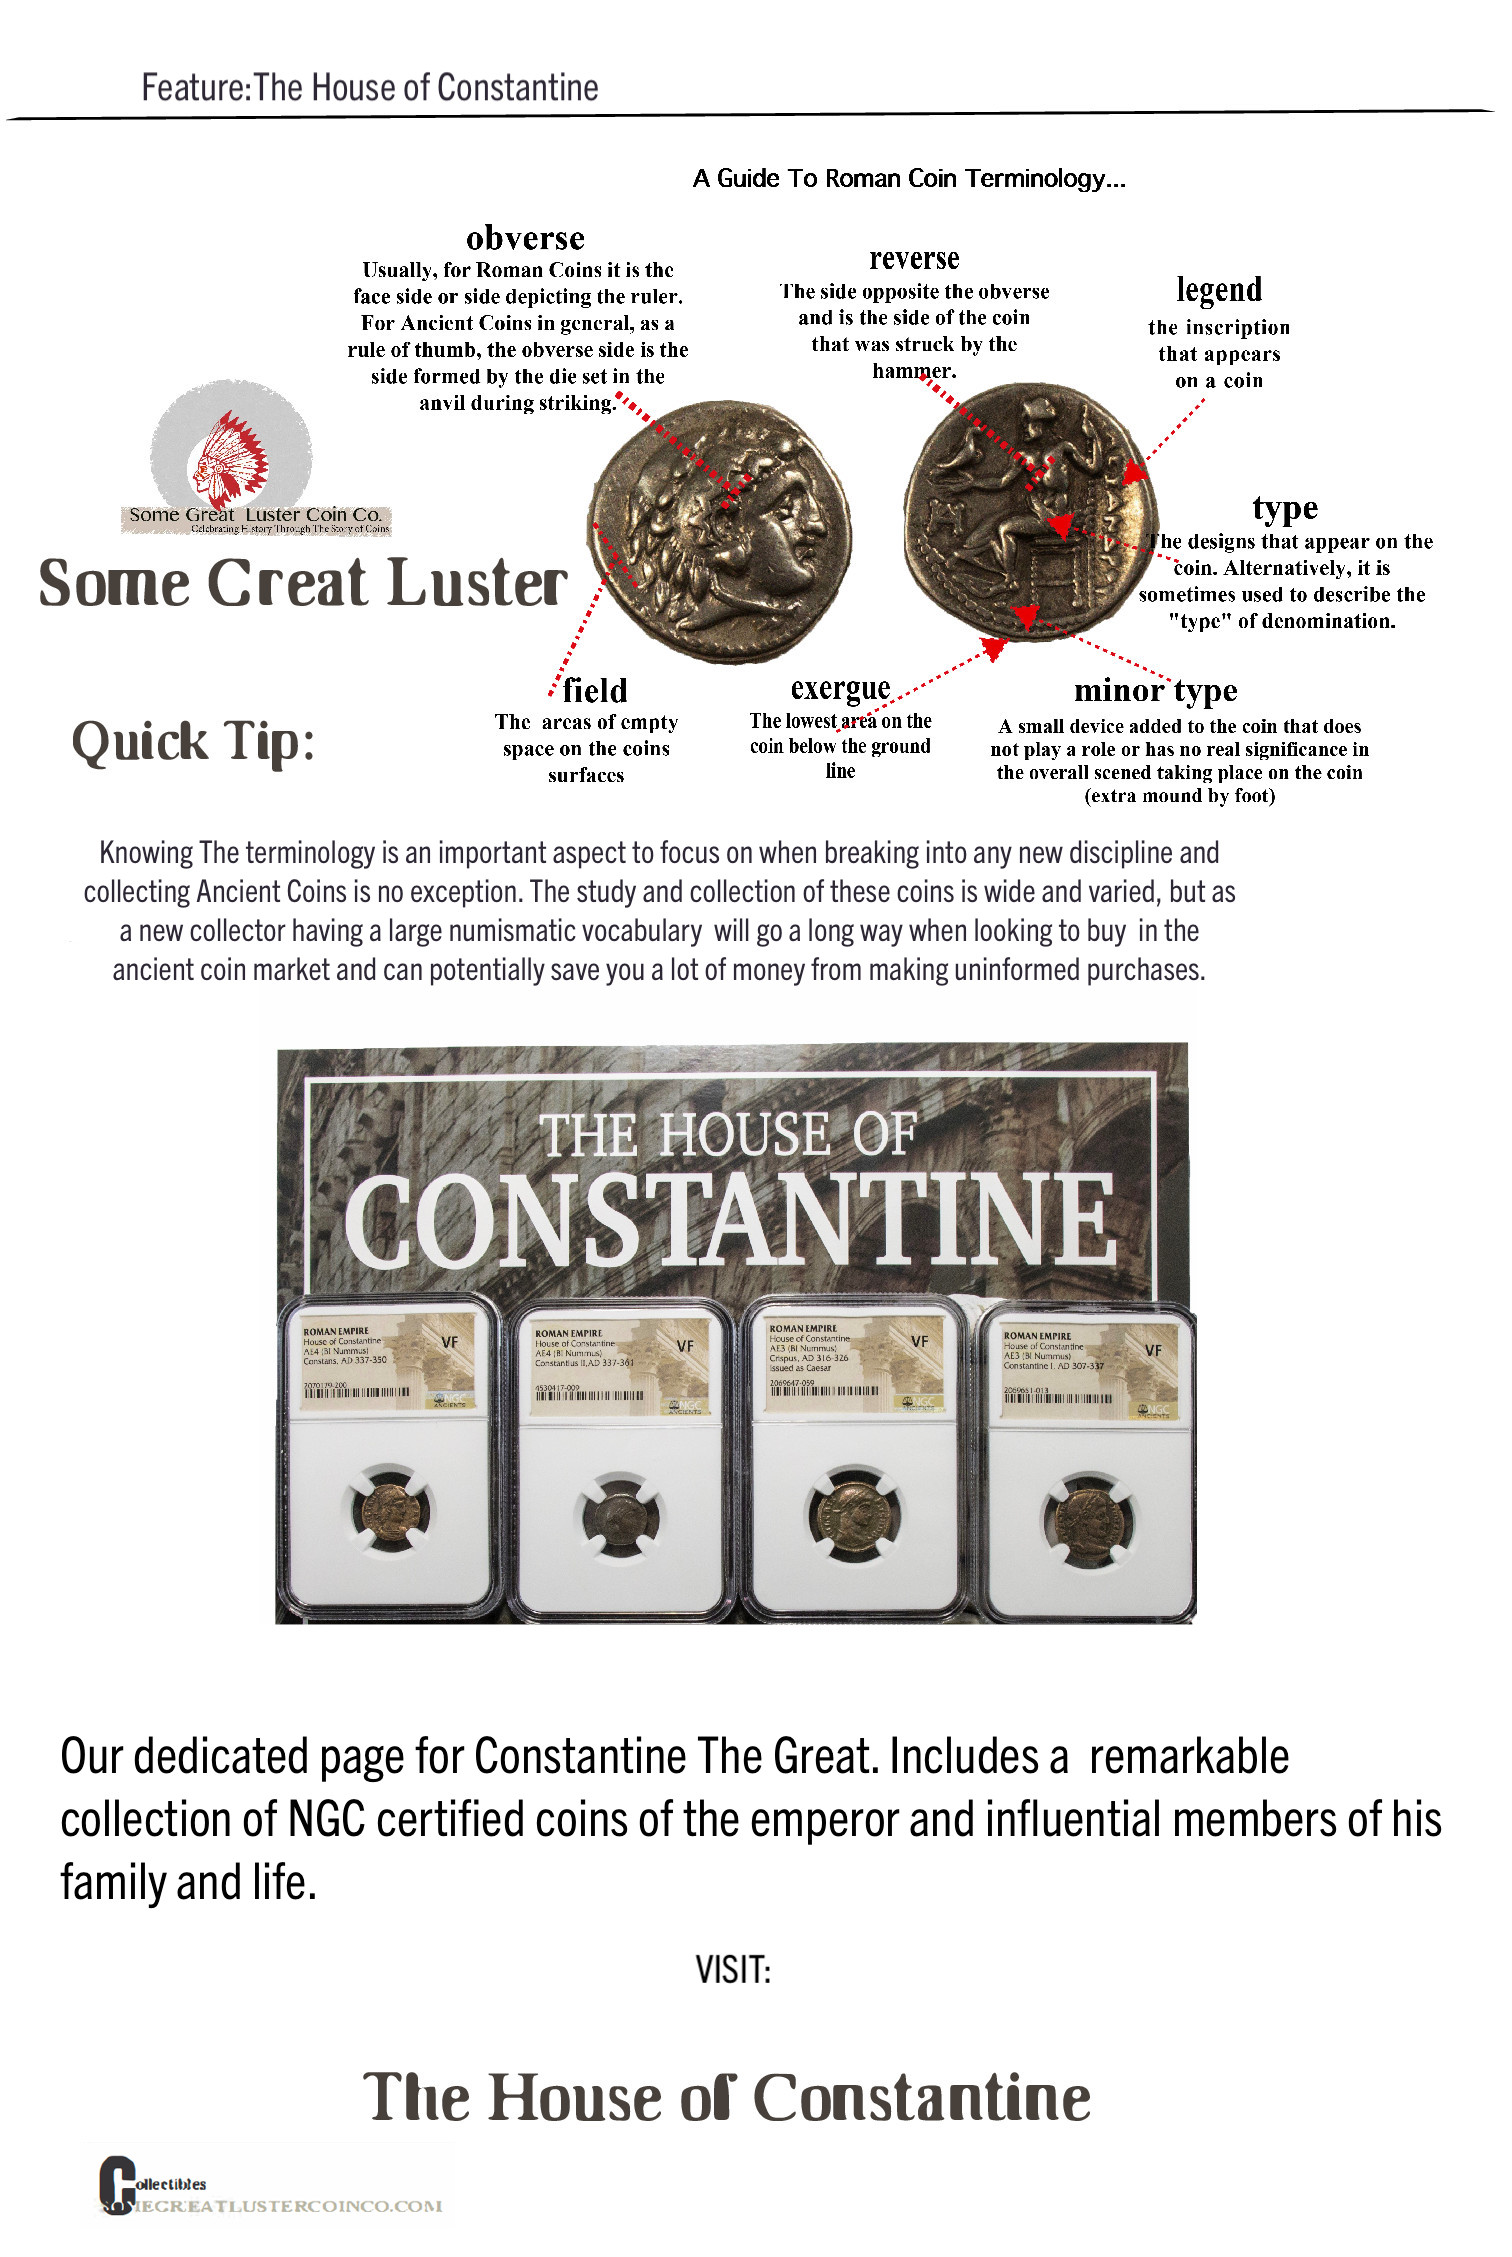 Feature:The House of Constantine
A Guide To Roman Coin Terminology...
obverse
Usually, for Roman Coins it is the
face side or side depicting the ruler.
For Ancient Coins in general, as a
rule of thumb, the obverse side is the
side formed by the die set in the
anvil during striking.
reverse
The side opposite the obverse
and is the side of the coin
that was struck by the
hammer.
legend
the inscription
that appears
on a coin
type
The designs that appear on the
coin. Alternatively, it is
sometimes used to describe the
"type" of denomination.
Some Great Luster Coin Co.
Celebrating History Through The Story of Coins
Some Great Luster
field
The areas of empty
space on the coins
surfaces
exergue
The lowest area on the
coin below the ground
line
minor type
A small device added to the coin that does
not play a role or has no real significance in
the overall scened taking place on the coin
(extra mound by foot)
Quick Tip:
Knowing The terminology is an important aspect to focus on when breaking into any new discipline and
collecting Ancient Coins is no exception. The study and collection of these coins is wide and varied, but as
a new collector having a large numismatic vocabulary will go a long way when looking to buy in the
ancient coin market and can potentially save you a lot of money from making uninformed purchases.
THE HOUSE OF
CONSTANTINE
ROMAN EMPIRE
House of Constantine
AE4 (BI Nummus)
Constans, AD 337-350
2070179-200
VF
NGC
ANCIENTS
ROMAN EMPIRE
House of Constantine
AE4 (BI Nummus)
Constantius II, AD 337-361
4530417-009
VF
NGC
ANCIENTS
ROMAN EMPIRE
House of Constantine
AE3 (BI Nummus)
Crispus, AD 316-326
Issued as Caesar
2069647-059
VF
NGC
ANCIENTS
ROMAN EMPIRE
House of Constantine
AE3 (BI Nummus)
Constantine I, AD 307-337
2069651-013
VF
NGC
ANCIENTS
Our dedicated page for Constantine The Great. Includes a remarkable
collection of NGC certified coins of the emperor and influential members of his
family and life.
VISIT:
The House of Constantine
Collectibles
SOMEGREATLUSTERCOINCO.COM